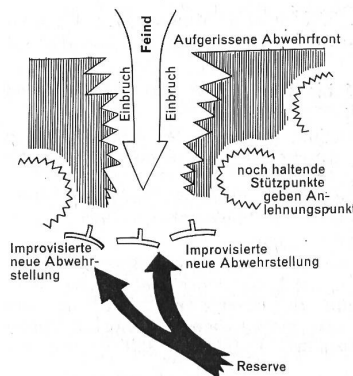 Feind
Aufgerissene Abwehrfront
Einbruch
Einbruch
noch haltende
Stützpunkte
geben An-
lehnungspunkt
Improvisierte
neue Abwehr-
stellung
Improvisierte
neue Abwehrstellung
Reserve